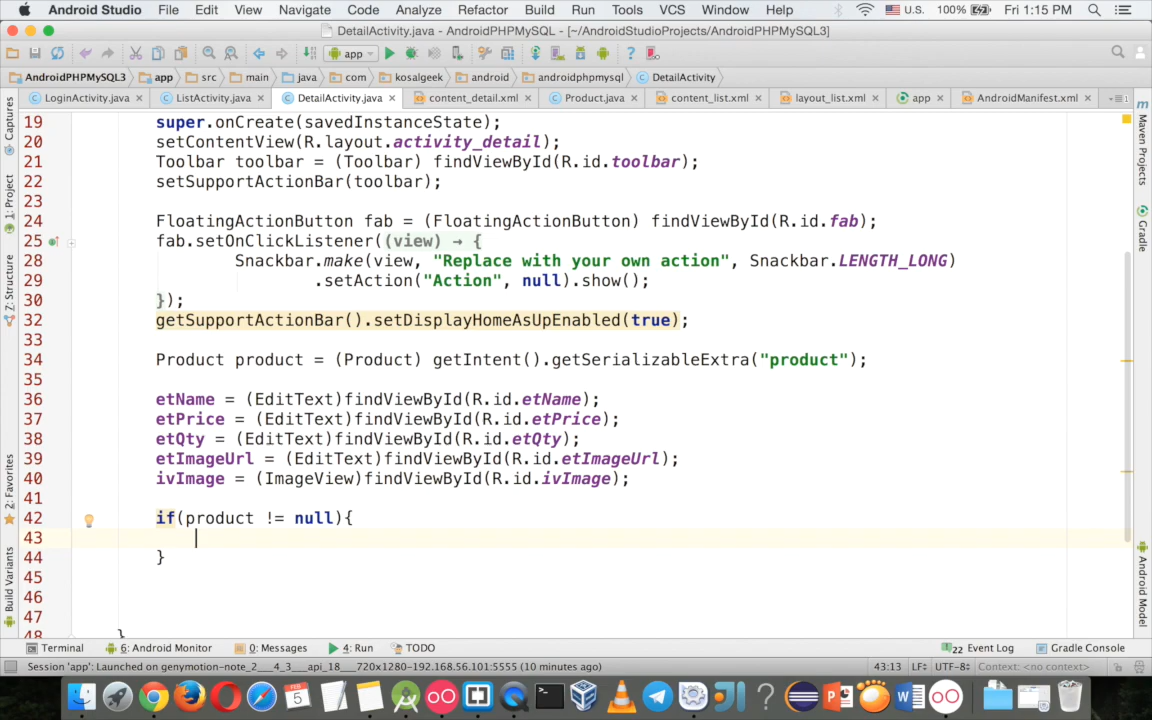 Android Studio File Edit View Navigate Code Analyze Refactor Build Run Tools VCS Window Help U.S. 100% Fri 1:15 PM
DetailActivity.java - AndroidPHPMySQL - [~/AndroidStudioProjects/AndroidPHPMySQL3]
app
AndroidPHPMySQL3 app src main java com kosalgeek android androidphpmysql DetailActivity
LoginActivity.java ListActivity.java DetailActivity.java content_detail.xml Product.java content_list.xml layout_list.xml app AndroidManifest.xml
Captures
1: Project
Z: Structure
2: Favorites
Build Variants
19 super.onCreate(savedInstanceState);
20 setContentView(R.layout.activity_detail);
21 Toolbar toolbar = (Toolbar) findViewById(R.id.toolbar);
22 setSupportActionBar(toolbar);
23
24 FloatingActionButton fab = (FloatingActionButton) findViewById(R.id.fab);
25 fab.setOnClickListener((view) → {
28 Snackbar.make(view, "Replace with your own action", Snackbar.LENGTH_LONG)
29 .setAction("Action", null).show();
30 });
32 getSupportActionBar().setDisplayHomeAsUpEnabled(true);
33
34 Product product = (Product) getIntent().getSerializableExtra("product");
35
36 etName = (EditText)findViewById(R.id.etName);
37 etPrice = (EditText)findViewById(R.id.etPrice);
38 etQty = (EditText)findViewById(R.id.etQty);
39 etImageUrl = (EditText)findViewById(R.id.etImageUrl);
40 ivImage = (ImageView)findViewById(R.id.ivImage);
41
42 if(product != null){
43
44 }
45
46
47
48 }
Maven Projects
Gradle
Android Model
Terminal 6: Android Monitor 0: Messages 4: Run TODO 22 Event Log Gradle Console
Session 'app': Launched on genymotion-note_2___4_3___api_18___720x1280-192.168.56.101:5555 (10 minutes ago) 43:13 LF÷ UTF-8÷ Context: <no context>
FEB 5